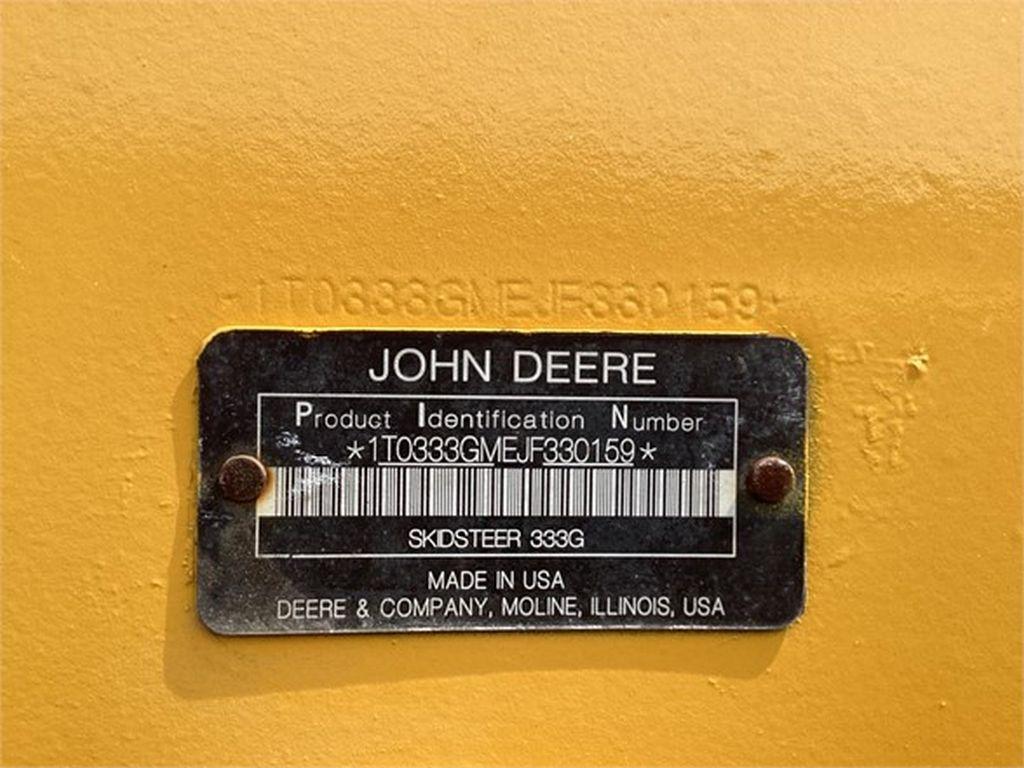 *1T0333GMEJF330159*
JOHN DEERE
Product Identification Number
*1T0333GMEJF330159*
SKIDSTEER 333G
MADE IN USA
DEERE & COMPANY, MOLINE, ILLINOIS, USA